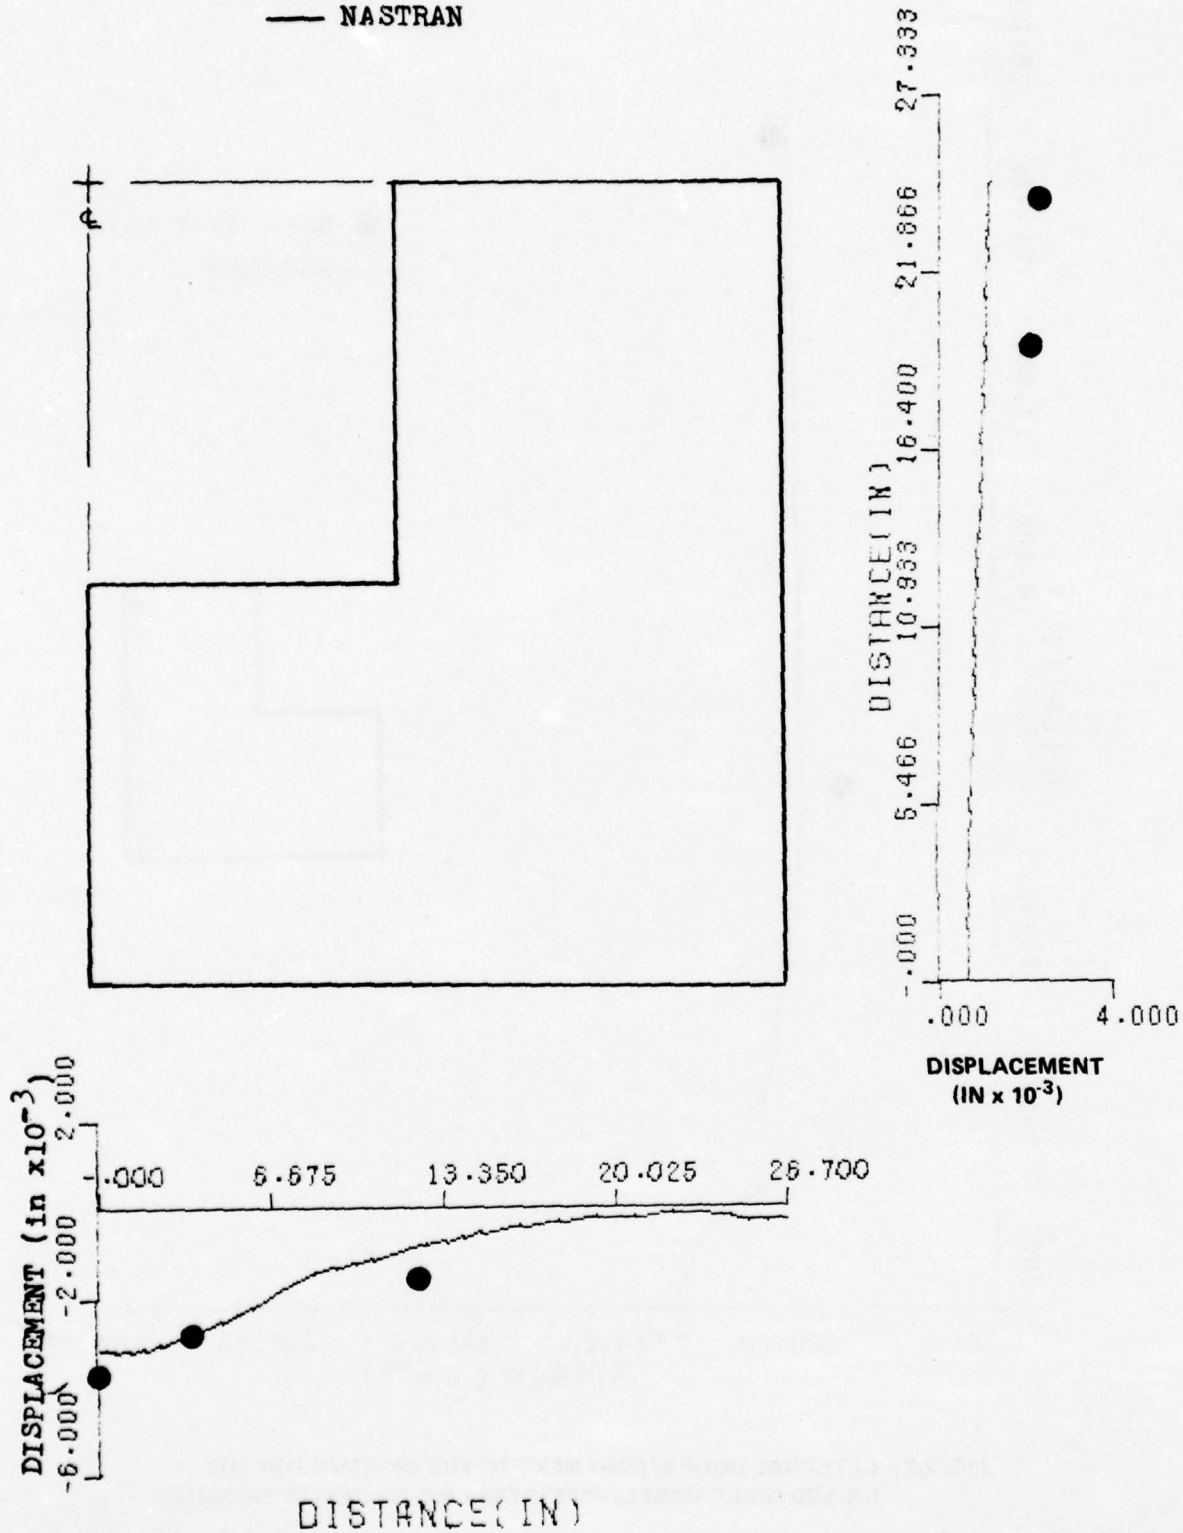 NASTRAN
27.333
21.866
16.400
10.933
5.466
-.000
DISTANCE(IN)
℄
.000 4.000
DISPLACEMENT
(IN x 10⁻³)
2.000
-2.000
-6.000
DISPLACEMENT (in x10⁻³)
-.000 6.675 13.350 20.025 26.700
DISTANCE(IN)